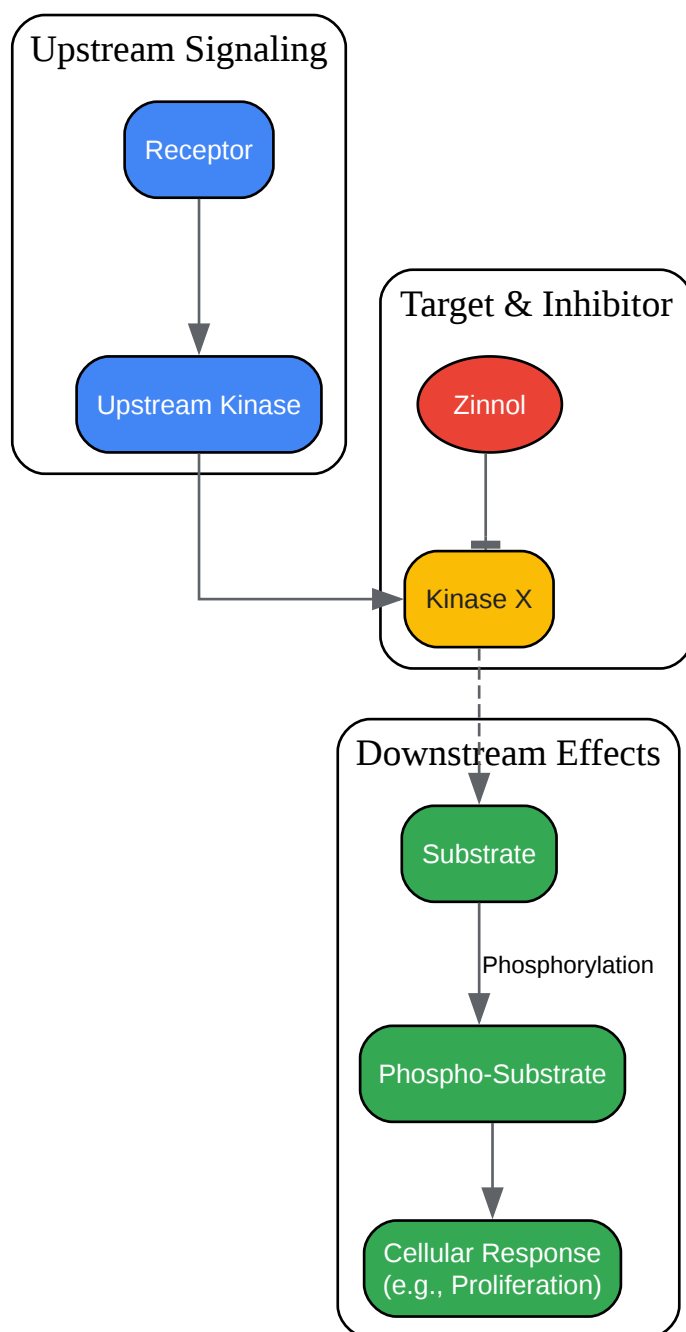 Upstream Signaling
Receptor
Upstream Kinase
Target & Inhibitor
Zinnol
Kinase X
Downstream Effects
Substrate
Phosphorylation
Phospho-Substrate
Cellular Response
(e.g., Proliferation)